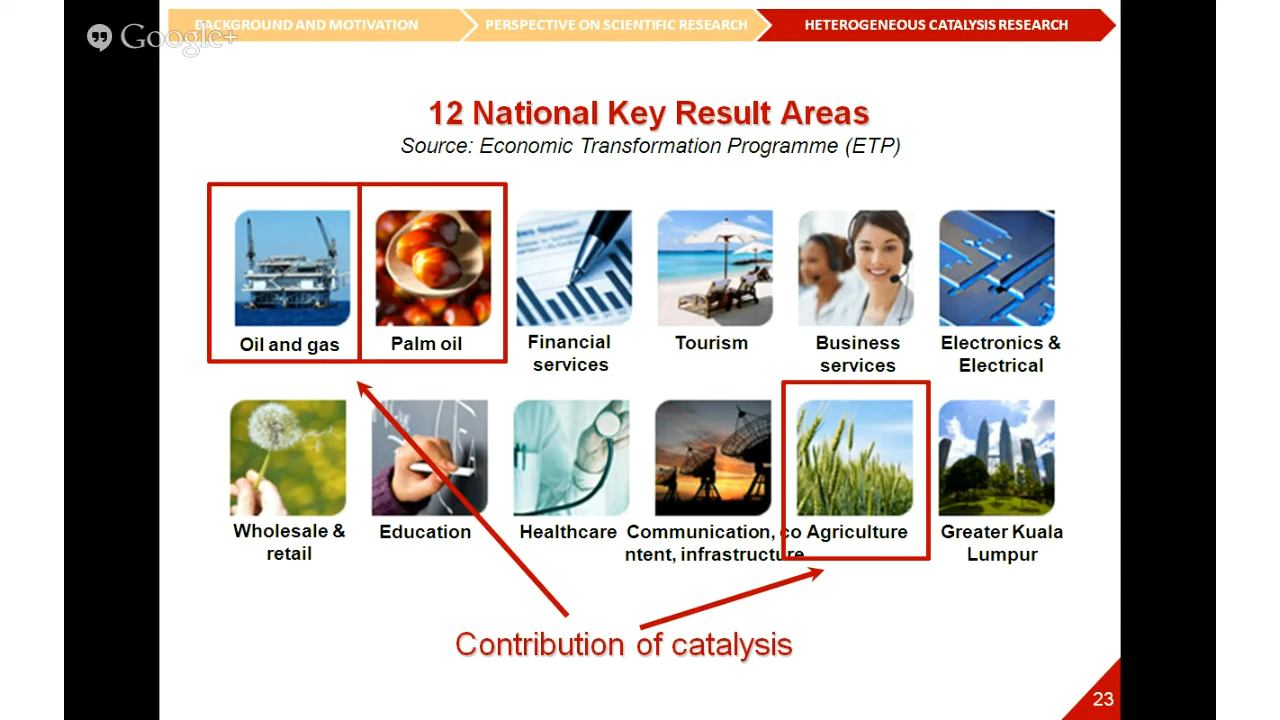 BACKGROUND AND MOTIVATION
PERSPECTIVE ON SCIENTIFIC RESEARCH
HETEROGENEOUS CATALYSIS RESEARCH
Google+
12 National Key Result Areas
Source: Economic Transformation Programme (ETP)
Oil and gas
Palm oil
Financial
services
Tourism
Business
services
Electronics &
Electrical
Wholesale &
retail
Education
Healthcare
Communication, co
ntent, infrastructure
Agriculture
Greater Kuala
Lumpur
Contribution of catalysis
23